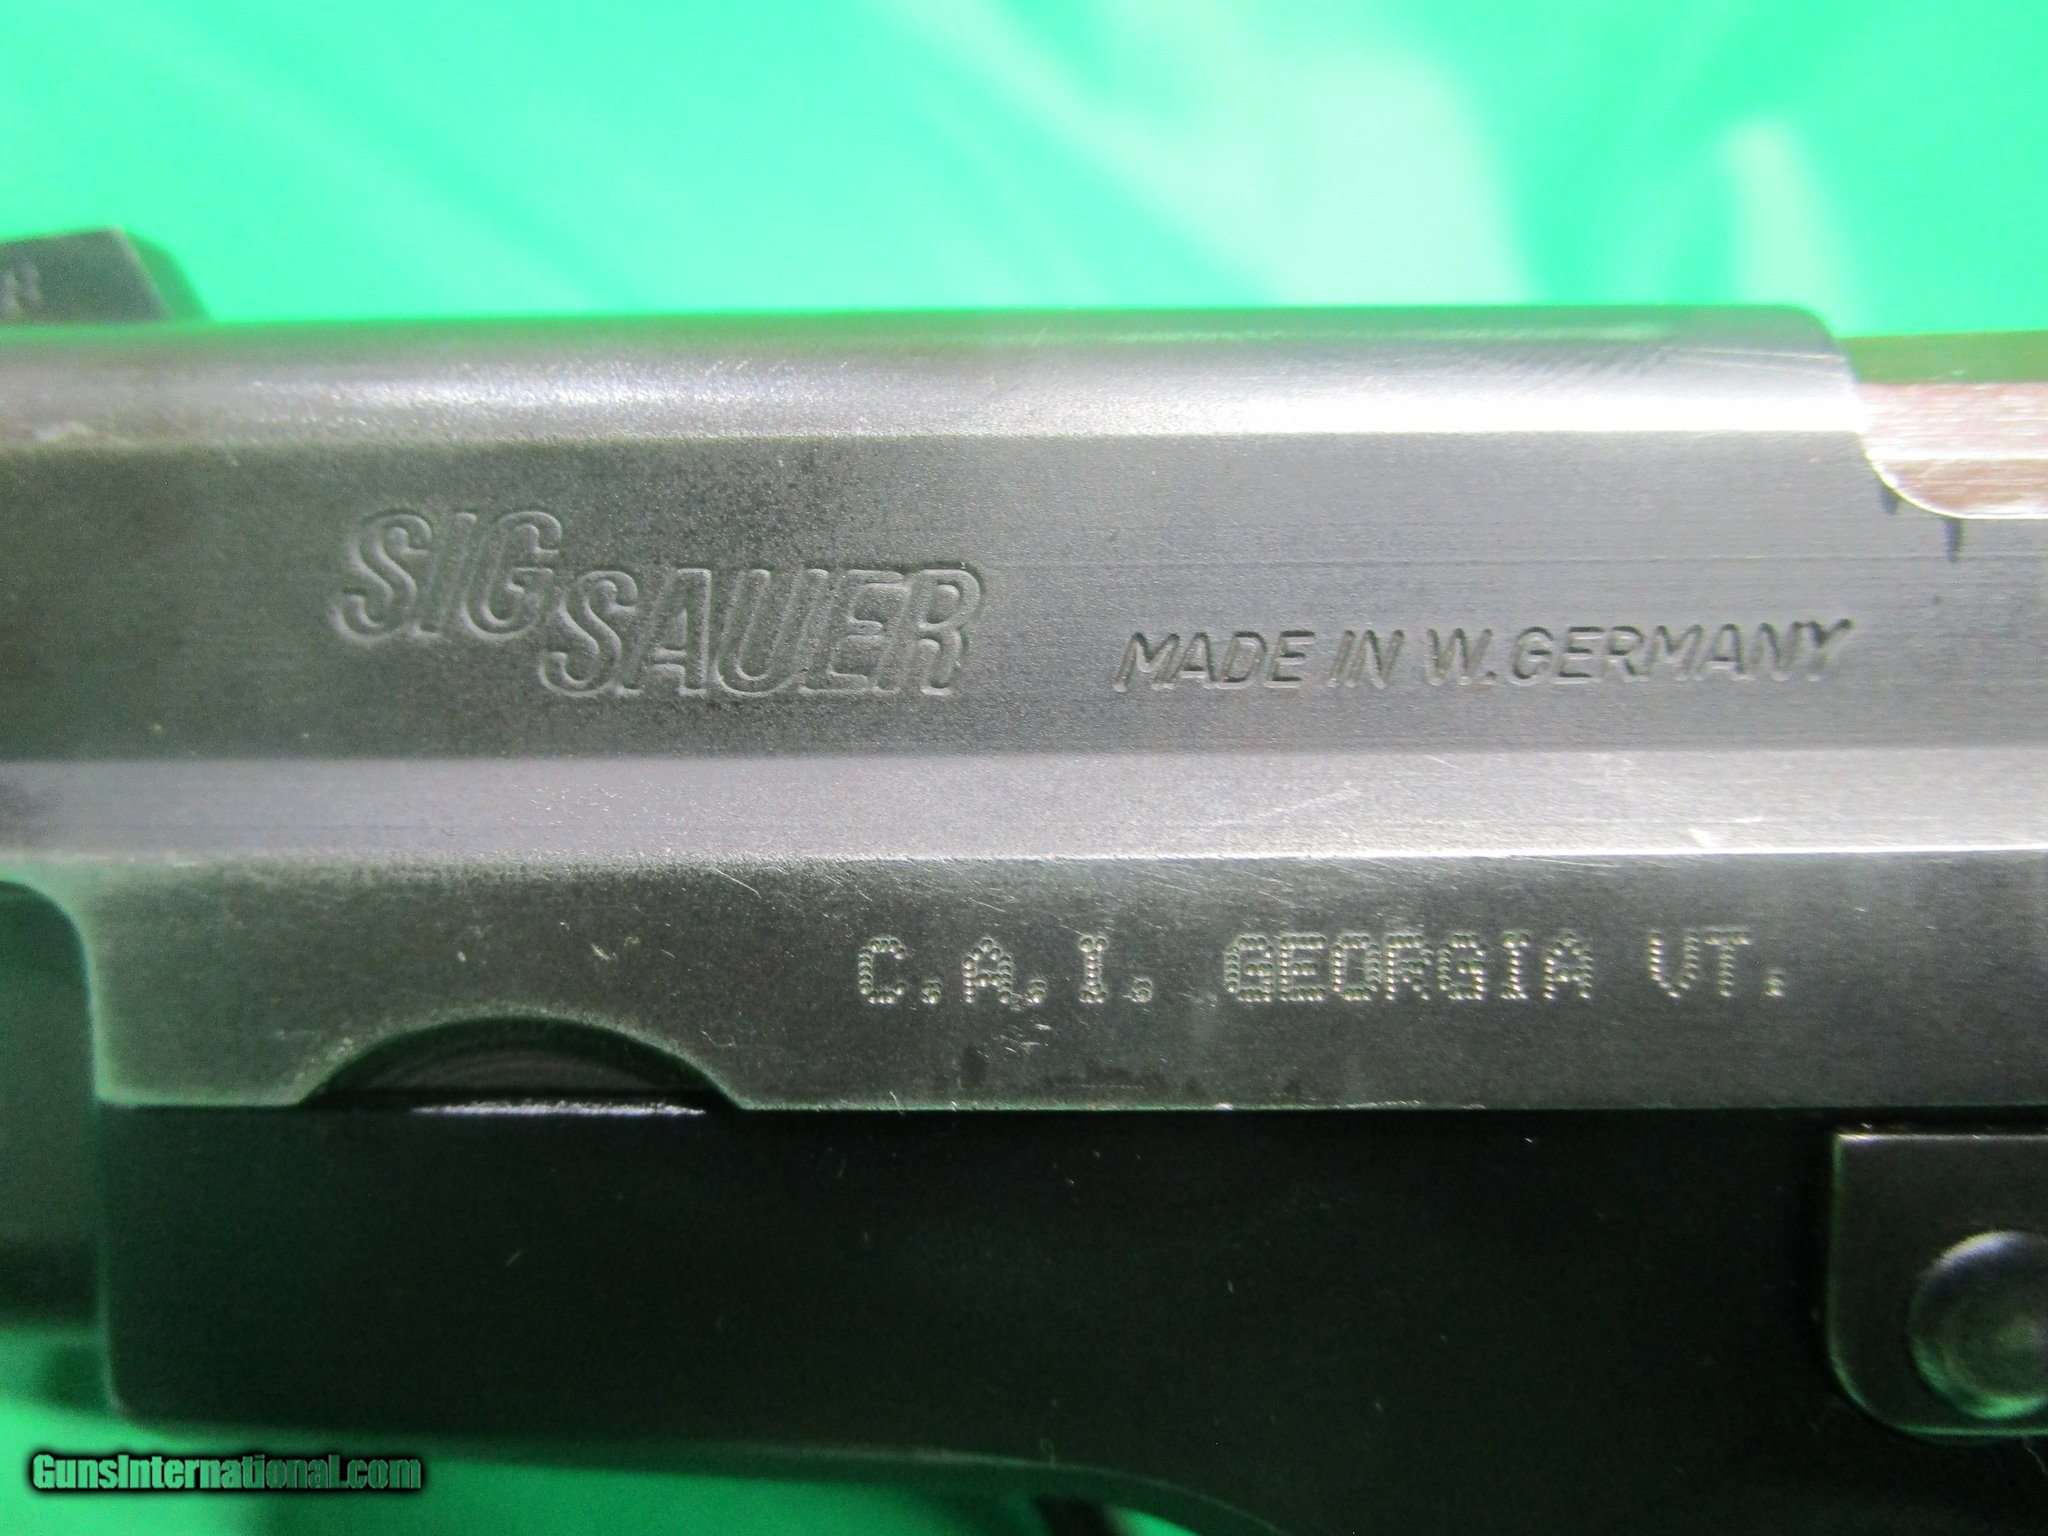 SIG SAUER MADE IN W. GERMANY
C.A.I. GEORGIA VT.
GunsInternational.com